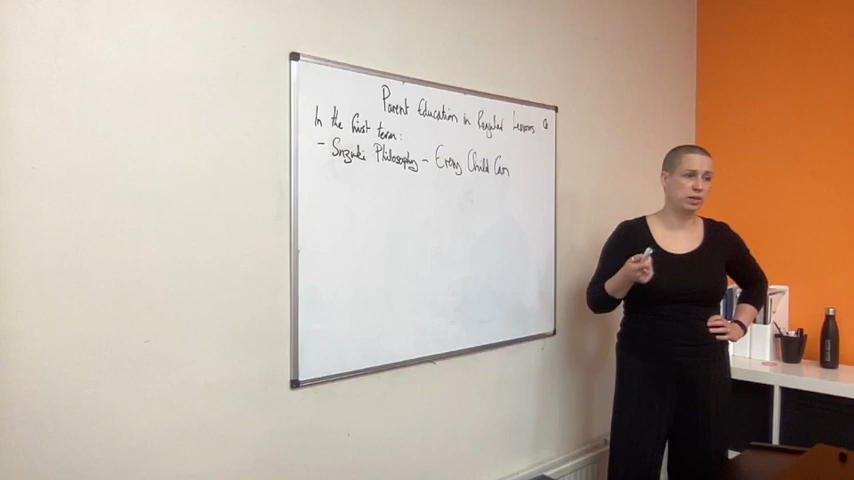 Parent Education in Regular Lessons
In the first term:
- Suzuki Philosophy - Every Child Can